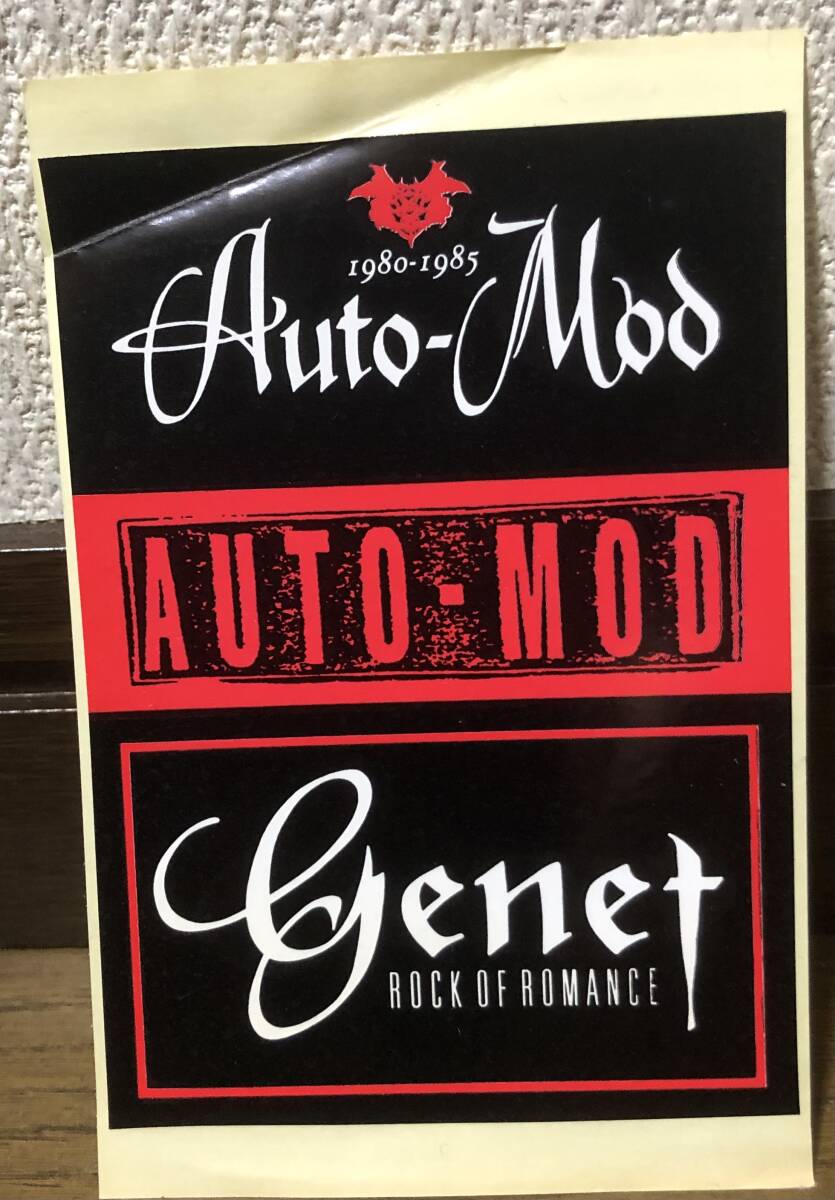 1980-1985
Auto-Mod
AUTO-MOD
Genet
ROCK OF ROMANCE